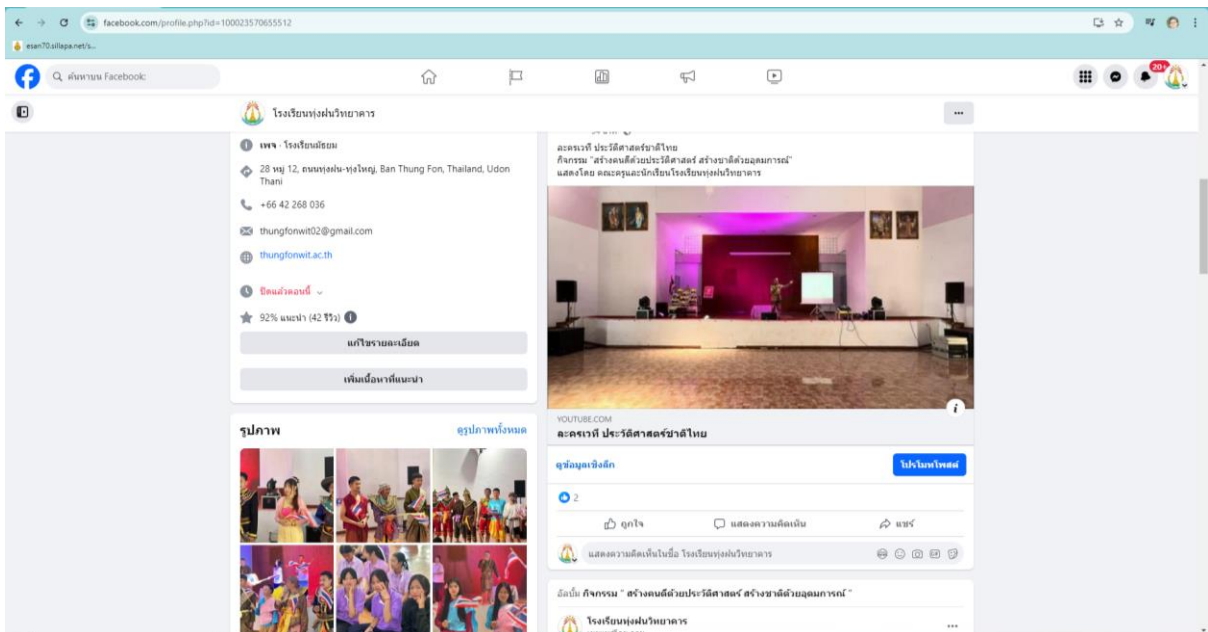 facebook.com/profile.php?id=100023570655512
esan70.sillapa.net/s...
ค้นหาบน Facebook
20+
โรงเรียนทุ่งฝนวิทยาคาร
เพจ · โรงเรียนมัธยม
28 หมู่ 12, ถนนทุ่งฝน-ทุ่งใหญ่, Ban Thung Fon, Thailand, Udon
Thani
+66 42 268 036
thungfonwit02@gmail.com
thungfonwit.ac.th
ปิดแล้วตอนนี้
92% แนะนำ (42 รีวิว)
แก้ไขรายละเอียด
เพิ่มเนื้อหาที่แนะนำ
รูปภาพ
ดูรูปภาพทั้งหมด
ละครเวที ประวัติศาสตร์ชาติไทย
กิจกรรม "สร้างคนดีด้วยประวัติศาสตร์ สร้างชาติด้วยอุดมการณ์"
แสดงโดย คณะครูและนักเรียนโรงเรียนทุ่งฝนวิทยาคาร
YOUTUBE.COM
ละครเวที ประวัติศาสตร์ชาติไทย
ดูข้อมูลเชิงลึก
โปรโมทโพสต์
2
ถูกใจ
แสดงความคิดเห็น
แชร์
แสดงความคิดเห็นในชื่อ โรงเรียนทุ่งฝนวิทยาคาร
อัลบั้ม กิจกรรม " สร้างคนดีด้วยประวัติศาสตร์ สร้างชาติด้วยอุดมการณ์ "
โรงเรียนทุ่งฝนวิทยาคาร